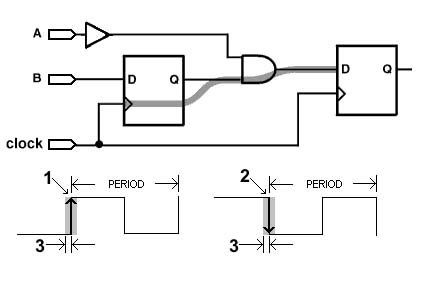 A
B
D Q
D Q
clock
1 PERIOD
2 PERIOD
3
3